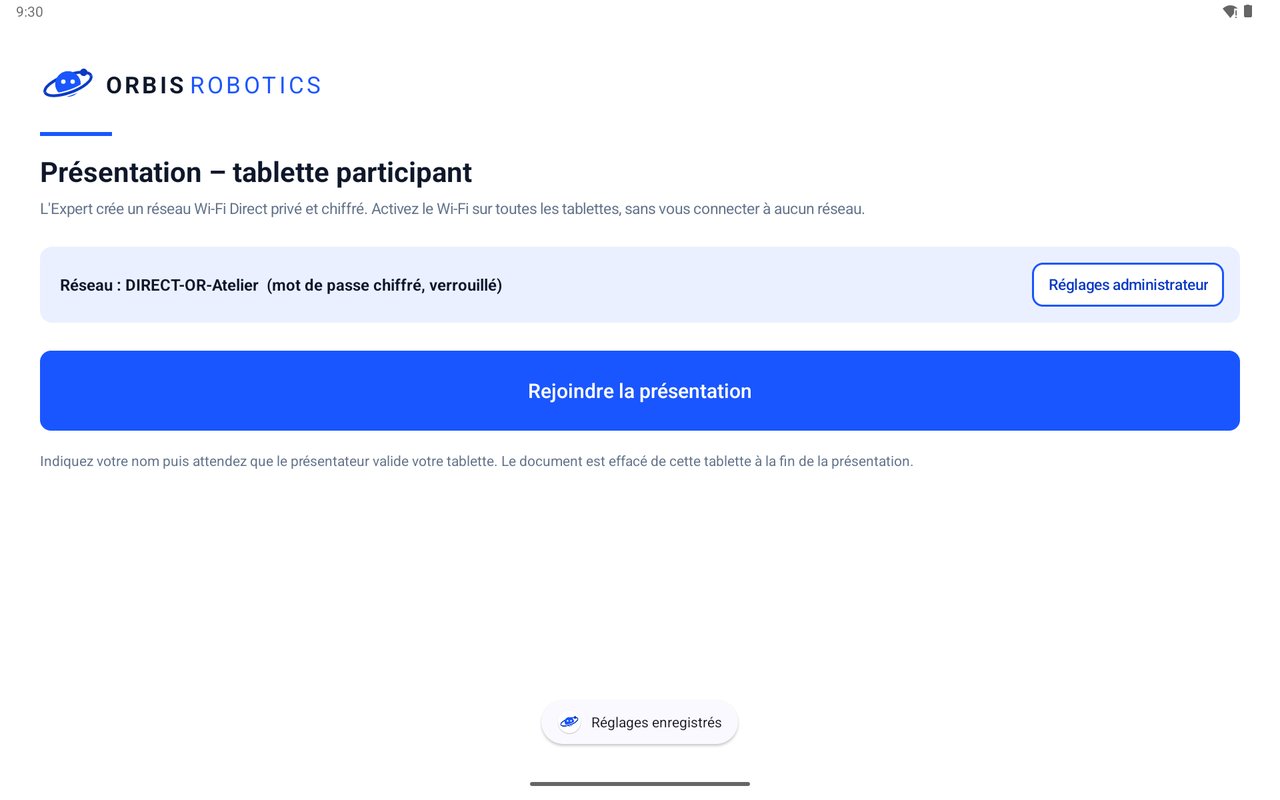 9:30
ORBIS ROBOTICS
Présentation – tablette participant
L'Expert crée un réseau Wi-Fi Direct privé et chiffré. Activez le Wi-Fi sur toutes les tablettes, sans vous connecter à aucun réseau.
Réseau : DIRECT-OR-Atelier  (mot de passe chiffré, verrouillé)
Réglages administrateur
Rejoindre la présentation
Indiquez votre nom puis attendez que le présentateur valide votre tablette. Le document est effacé de cette tablette à la fin de la présentation.
Réglages enregistrés